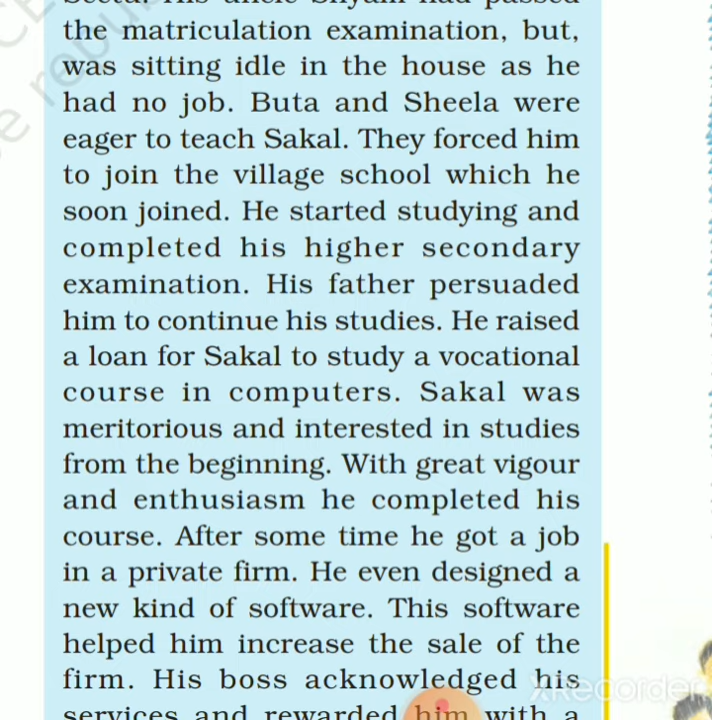 the matriculation examination, but,
was sitting idle in the house as he
had no job. Buta and Sheela were
eager to teach Sakal. They forced him
to join the village school which he
soon joined. He started studying and
completed his higher secondary
examination. His father persuaded
him to continue his studies. He raised
a loan for Sakal to study a vocational
course in computers. Sakal was
meritorious and interested in studies
from the beginning. With great vigour
and enthusiasm he completed his
course. After some time he got a job
in a private firm. He even designed a
new kind of software. This software
helped him increase the sale of the
firm. His boss acknowledged his
services and rewarded him with a
XRecorder